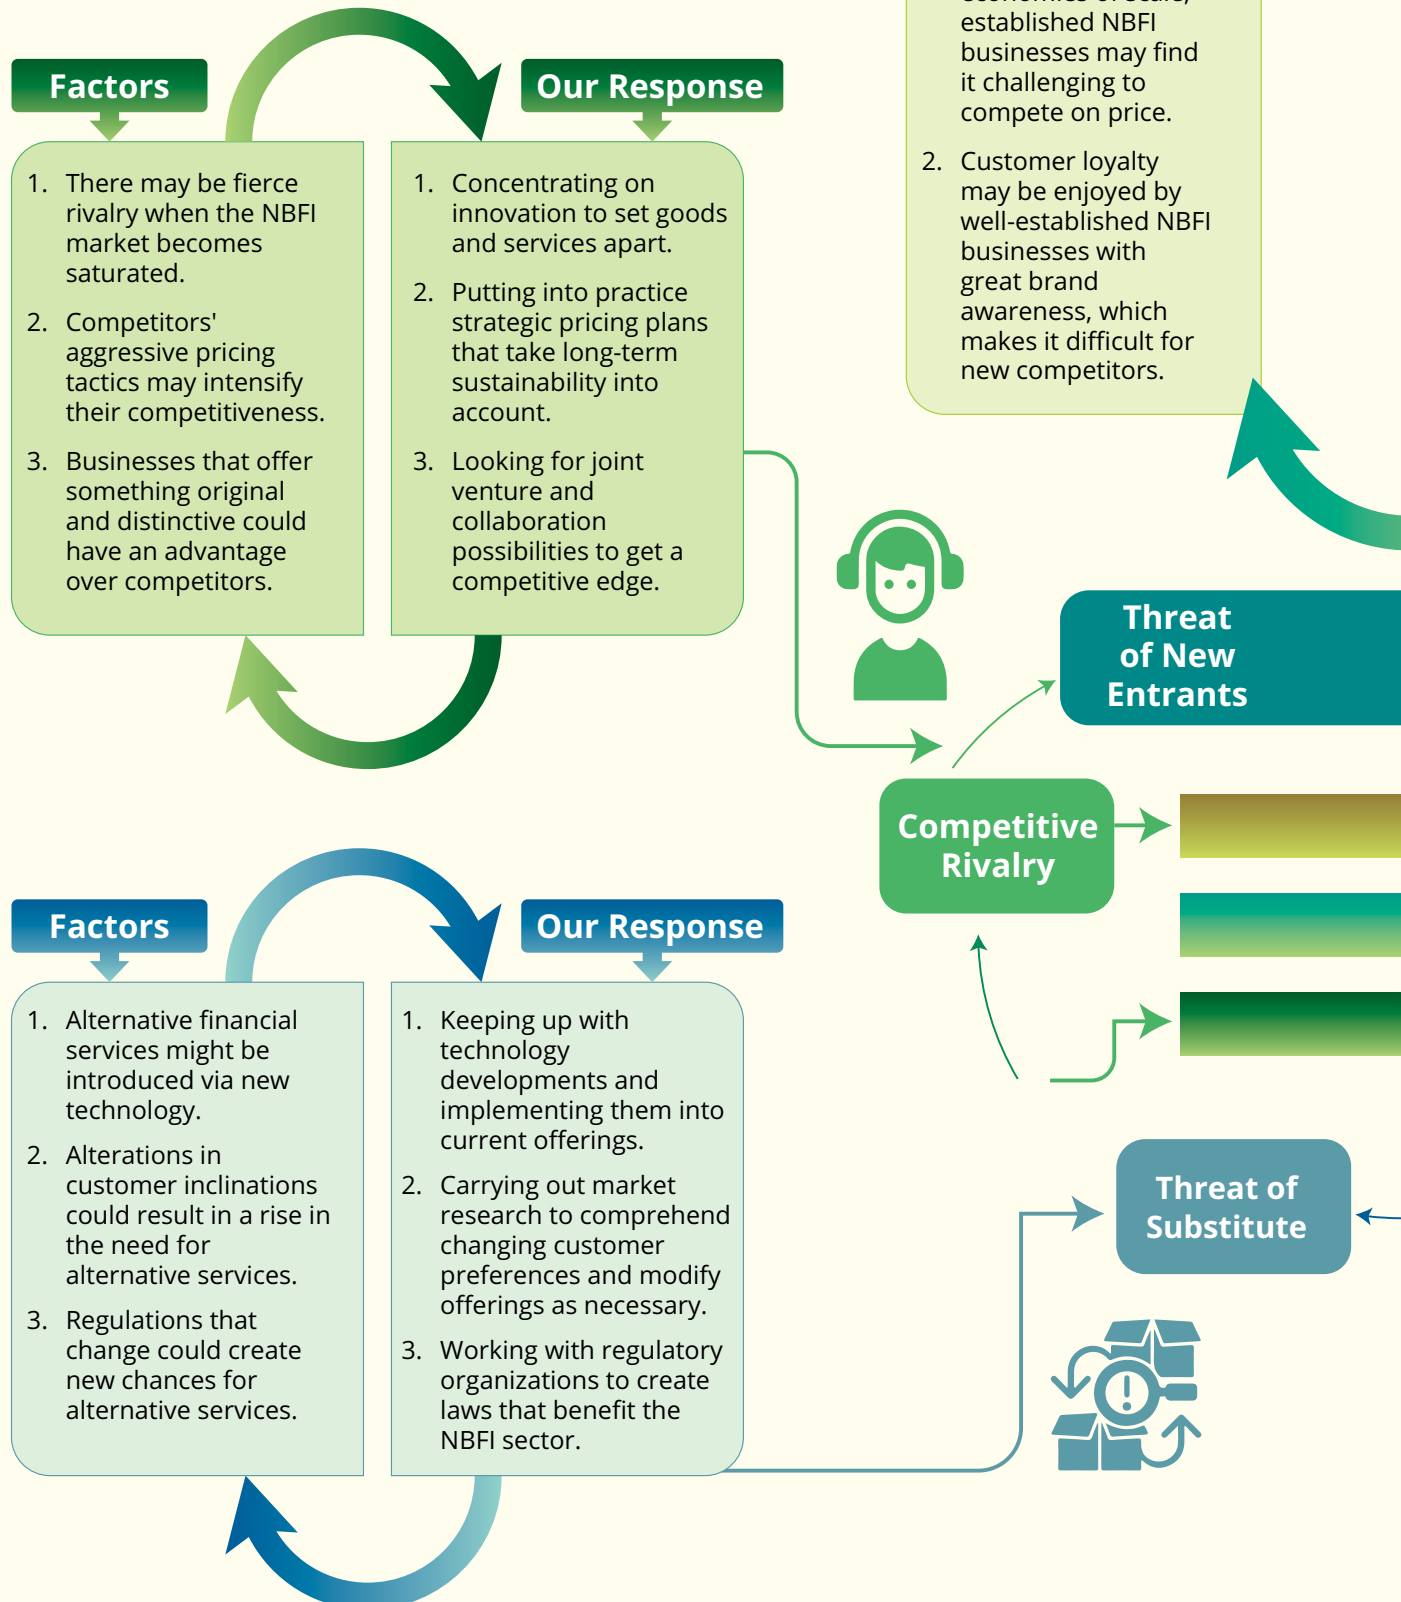 Factors
Our Response
1. There may be fierce
rivalry when the NBFI
market becomes
saturated.
2. Competitors'
aggressive pricing
tactics may intensify
their competitiveness.
3. Businesses that offer
something original
and distinctive could
have an advantage
over competitors.
1. Concentrating on
innovation to set goods
and services apart.
2. Putting into practice
strategic pricing plans
that take long-term
sustainability into
account.
3. Looking for joint
venture and
collaboration
possibilities to get a
competitive edge.
established NBFI
businesses may find
it challenging to
compete on price.
2. Customer loyalty
may be enjoyed by
well-established NBFI
businesses with
great brand
awareness, which
makes it difficult for
new competitors.
Threat
of New
Entrants
Competitive
Rivalry
Factors
Our Response
1. Alternative financial
services might be
introduced via new
technology.
2. Alterations in
customer inclinations
could result in a rise in
the need for
alternative services.
3. Regulations that
change could create
new chances for
alternative services.
1. Keeping up with
technology
developments and
implementing them into
current offerings.
2. Carrying out market
research to comprehend
changing customer
preferences and modify
offerings as necessary.
3. Working with regulatory
organizations to create
laws that benefit the
NBFI sector.
Threat of
Substitute